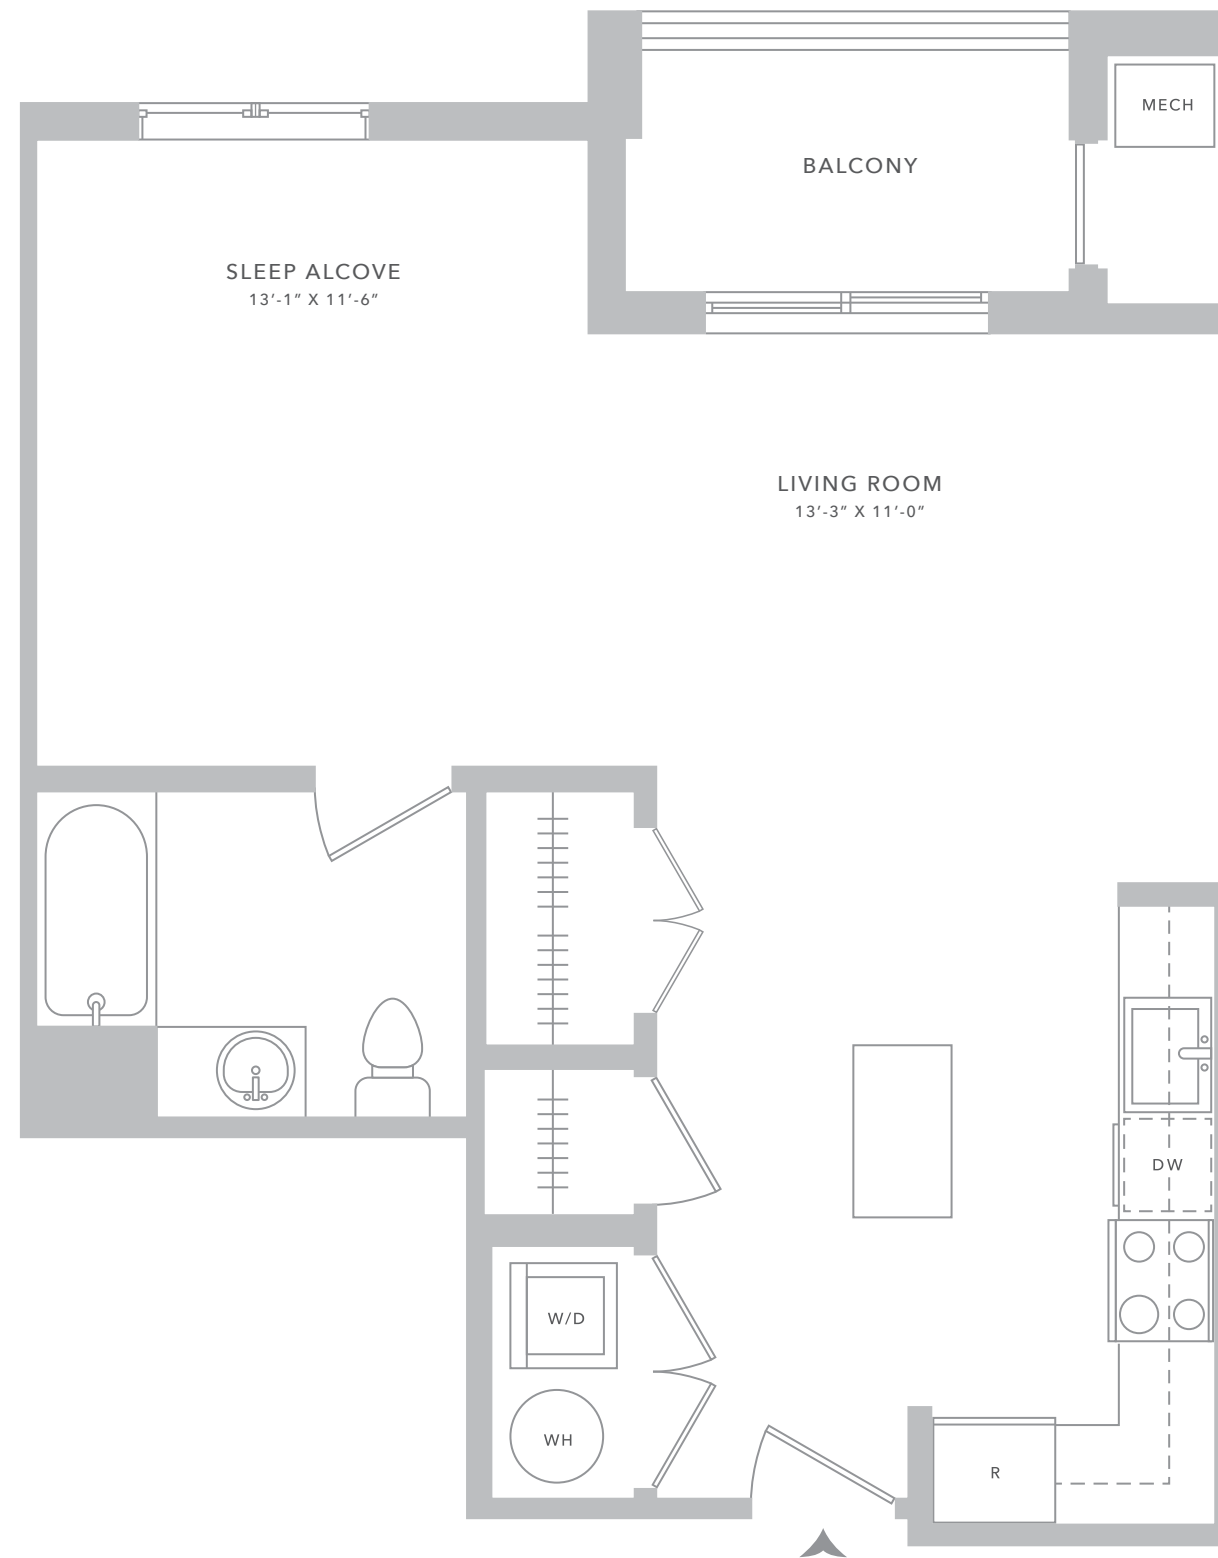 MECH
BALCONY
SLEEP ALCOVE
13’-1” X 11’-6”
LIVING ROOM
13’-3” X 11’-0”
DW
W/D
WH
R